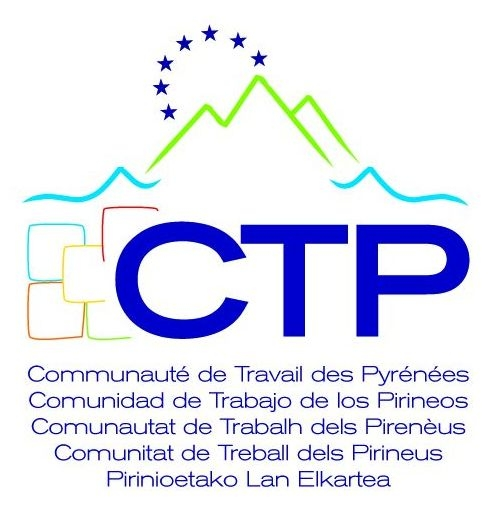 CTP
Communauté de Travail des Pyrénées
Comunidad de Trabajo de los Pirineos
Comunautat de Trabalh dels Pirenèus
Comunitat de Treball dels Pirineus
Pirinioetako Lan Elkartea